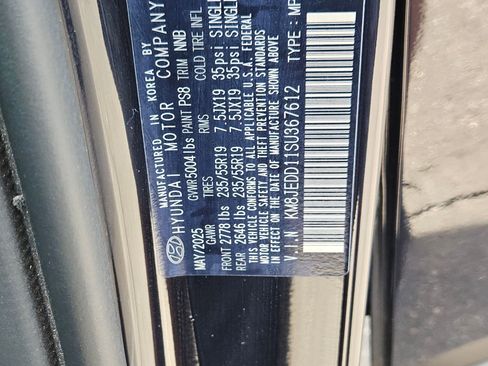 MANUFACTURED IN KOREA BY
HYUNDAI MOTOR COMPANY
GVWR 5004 lbs PAINT PS8 TRIM NNB
MAY/2025 GAWR TIRES RIMS COLD TIRE INFL
FRONT 2778 lbs 235/55R19 7.5JX19 35psi SINGL
REAR 2646 lbs 235/55R19 7.5JX19 35psi SINGL
THIS VEHICLE CONFORMS TO ALL APPLICABLE U.S.A. FEDERAL
MOTOR VEHICLE SAFETY, BUMPER, AND THEFT PREVENTION STANDARDS
IN EFFECT ON THE DATE OF MANUFACTURE SHOWN ABOVE.
V.I.N KM8JEDD11SU367612 TYPE : MP